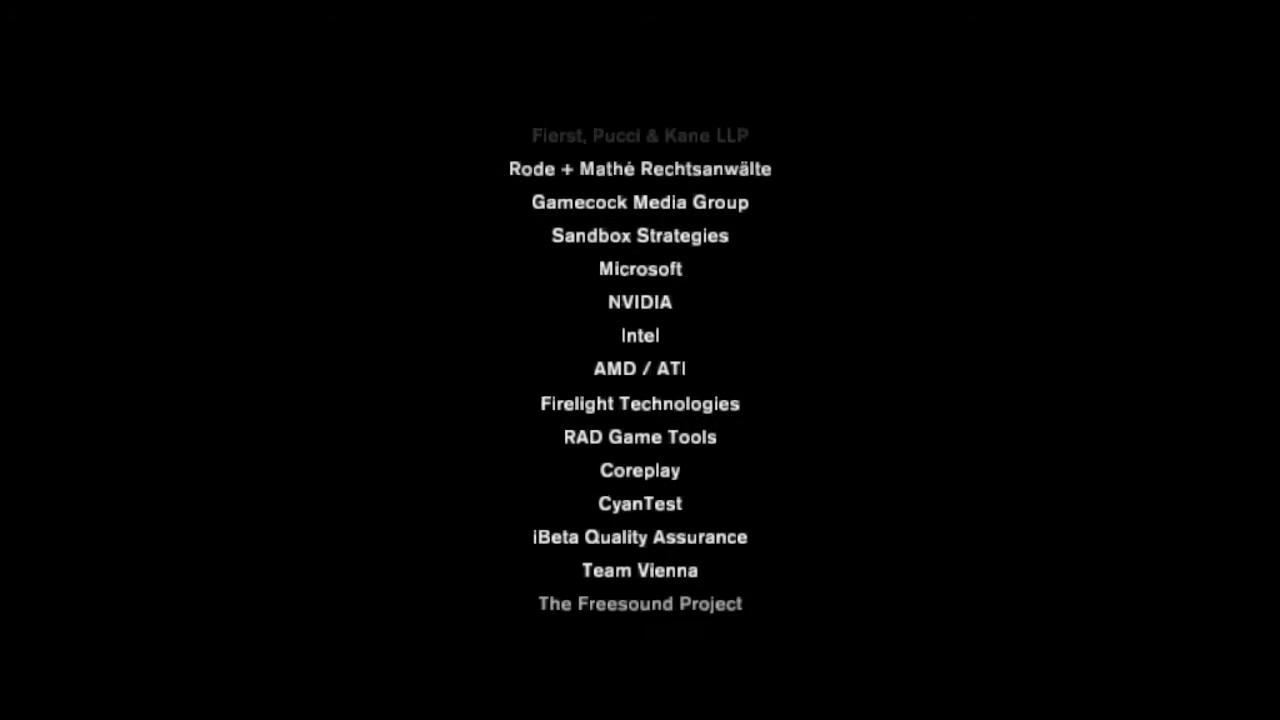 Fierst, Pucci & Kane LLP
Rode + Mathé Rechtsanwälte
Gamecock Media Group
Sandbox Strategies
Microsoft
NVIDIA
Intel
AMD / ATI
Firelight Technologies
RAD Game Tools
Coreplay
CyanTest
iBeta Quality Assurance
Team Vienna
The Freesound Project